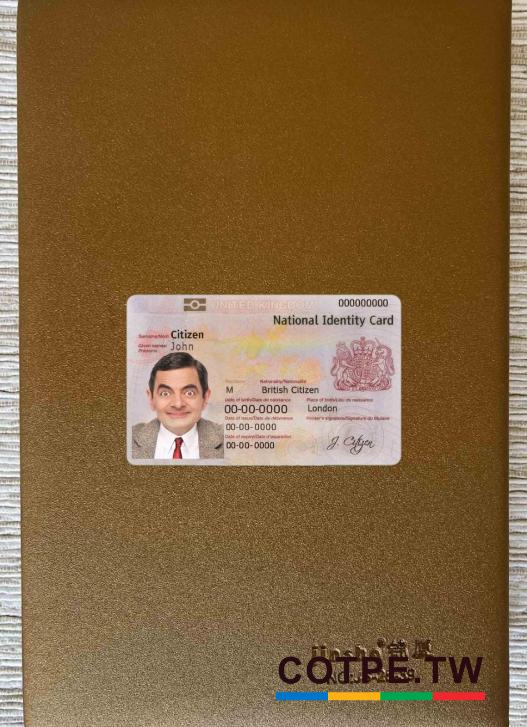 UNITED KINGDOM 000000000
National Identity Card
Surname/Nom Citizen
Given names/ John
Prénoms
Nationality/Nationalité
M British Citizen
Date of birth/Date de naissance Place of birth/Lieu de naissance
00-00-0000 London
Date of issue/Date de délivrance Holder's signature/Signature du titulaire
00-00-0000
Date of expiry/Date d'expiration
00-00-0000 J. Citizen
COTPE.TW